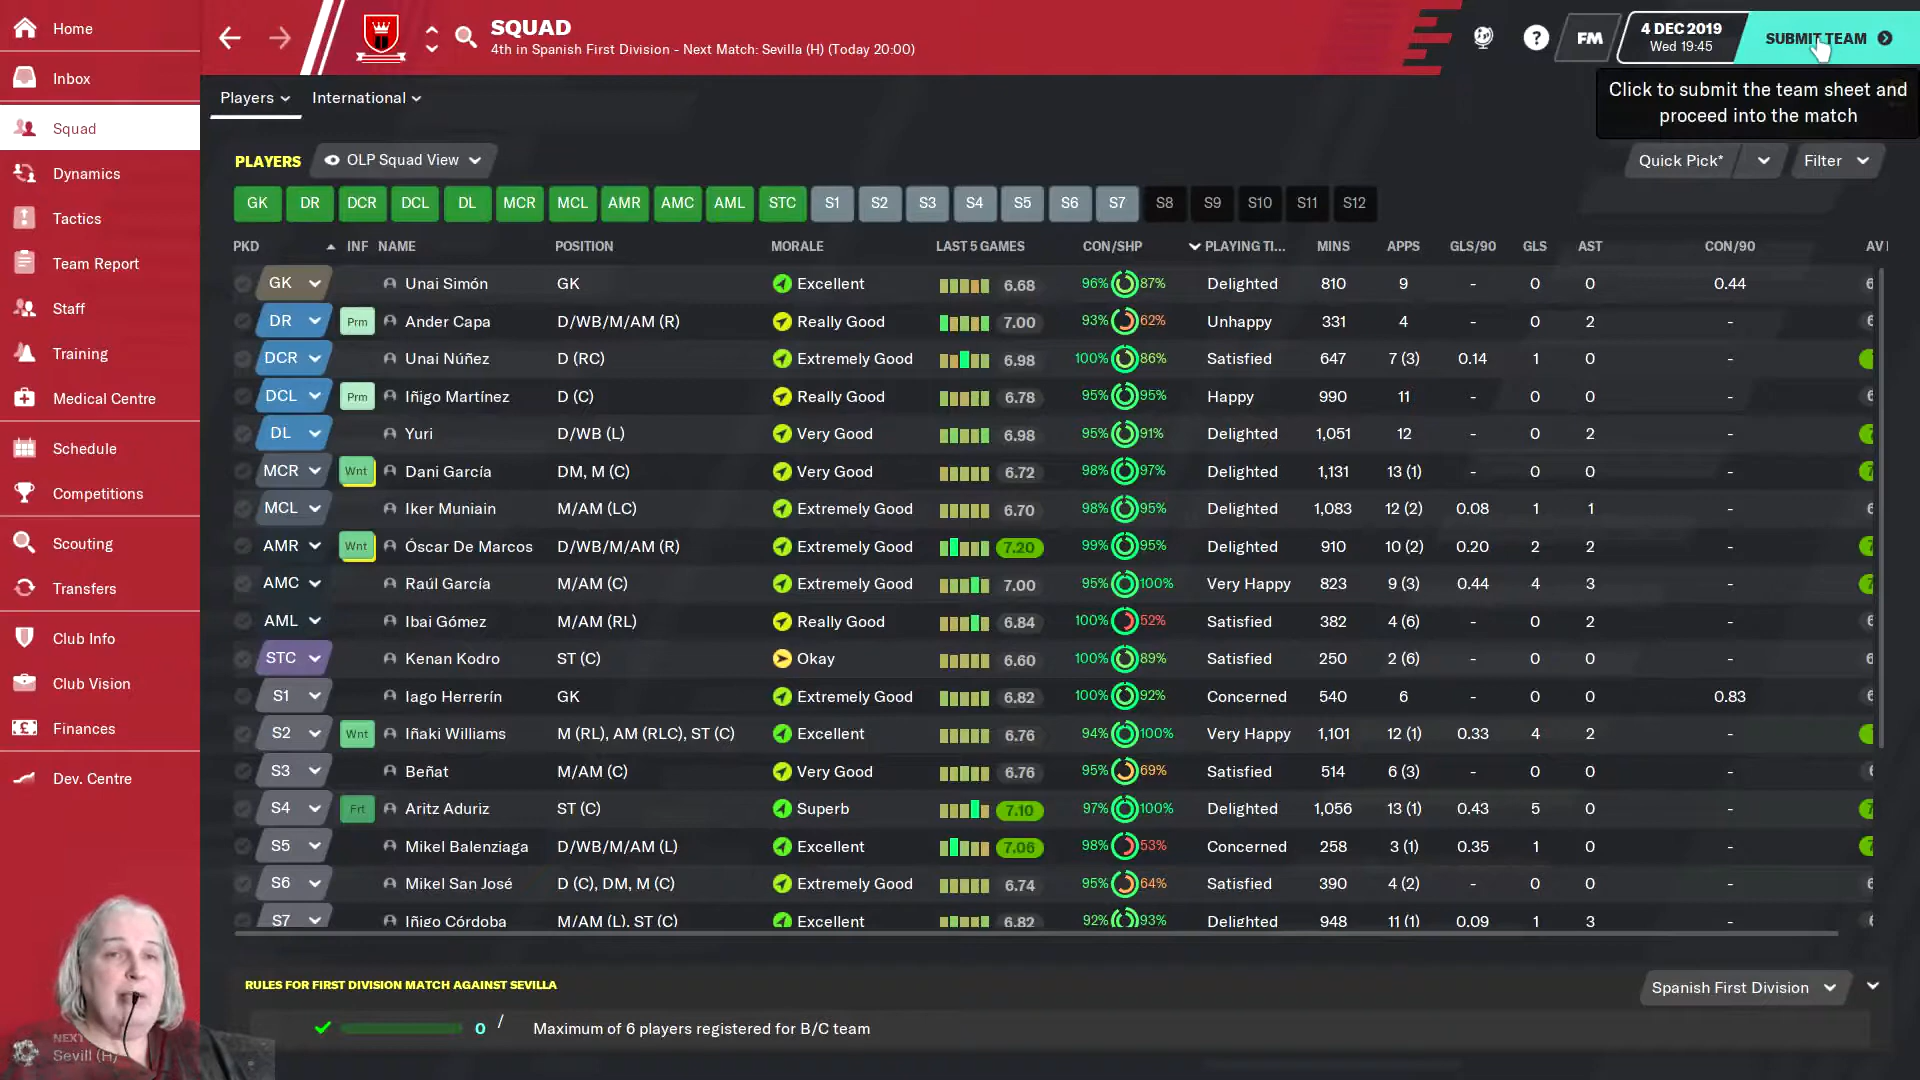 Home
Inbox
Squad
Dynamics
Tactics
Team Report
Staff
Training
Medical Centre
Schedule
Competitions
Scouting
Transfers
Club Info
Club Vision
Finances
Dev. Centre
NEXT
Sevill (H)
SQUAD
4th in Spanish First Division - Next Match: Sevilla (H) (Today 20:00)
? FM 4 DEC 2019 SUBMIT TEAM
Wed 19:45
Click to submit the team sheet and
proceed into the match
Players International
PLAYERS OLP Squad View Quick Pick* Filter
GK DR DCR DCL DL MCR MCL AMR AMC AML STC S1 S2 S3 S4 S5 S6 S7 S8 S9 S10 S11 S12
PKD INF NAME POSITION MORALE LAST 5 GAMES CON/SHP PLAYING TI... MINS APPS GLS/90 GLS AST CON/90 AV
GK Unai Simón GK Excellent 6.68 96% 87% Delighted 810 9 - 0 0 0.44
DR Prm Ander Capa D/WB/M/AM (R) Really Good 7.00 93% 62% Unhappy 331 4 - 0 2 -
DCR Unai Núñez D (RC) Extremely Good 6.98 100% 86% Satisfied 647 7 (3) 0.14 1 0 -
DCL Prm Iñigo Martínez D (C) Really Good 6.78 95% 95% Happy 990 11 - 0 0 -
DL Yuri D/WB (L) Very Good 6.98 95% 91% Delighted 1,051 12 - 0 2 -
MCR Wnt Dani García DM, M (C) Very Good 6.72 98% 97% Delighted 1,131 13 (1) - 0 0 -
MCL Iker Muniain M/AM (LC) Extremely Good 6.70 98% 95% Delighted 1,083 12 (2) 0.08 1 1 -
AMR Wnt Óscar De Marcos D/WB/M/AM (R) Extremely Good 7.20 99% 95% Delighted 910 10 (2) 0.20 2 2 -
AMC Raúl García M/AM (C) Extremely Good 7.00 95% 100% Very Happy 823 9 (3) 0.44 4 3 -
AML Ibai Gómez M/AM (RL) Really Good 6.84 100% 52% Satisfied 382 4 (6) - 0 2 -
STC Kenan Kodro ST (C) Okay 6.60 100% 89% Satisfied 250 2 (6) - 0 0 -
S1 Iago Herrerín GK Extremely Good 6.82 100% 92% Concerned 540 6 - 0 0 0.83
S2 Wnt Iñaki Williams M (RL), AM (RLC), ST (C) Excellent 6.76 94% 100% Very Happy 1,101 12 (1) 0.33 4 2 -
S3 Beñat M/AM (C) Very Good 6.76 95% 69% Satisfied 514 6 (3) - 0 0 -
S4 Frt Aritz Aduriz ST (C) Superb 7.10 97% 100% Delighted 1,056 13 (1) 0.43 5 0 -
S5 Mikel Balenziaga D/WB/M/AM (L) Excellent 7.06 98% 53% Concerned 258 3 (1) 0.35 1 0 -
S6 Mikel San José D (C), DM, M (C) Extremely Good 6.74 95% 64% Satisfied 390 4 (2) - 0 0 -
S7 Iñigo Córdoba M/AM (L), ST (C) Excellent 6.82 92% 93% Delighted 948 11 (1) 0.09 1 3 -
RULES FOR FIRST DIVISION MATCH AGAINST SEVILLA Spanish First Division
0 / Maximum of 6 players registered for B/C team